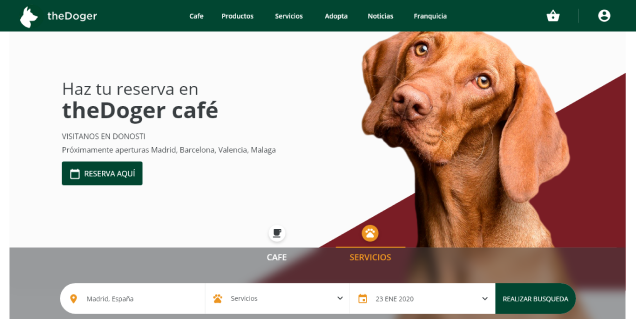 theDoger
Cafe Productos Servicios Adopta Noticias Franquicia
Haz tu reserva en
theDoger café
VISITANOS EN DONOSTI
Próximamente aperturas Madrid, Barcelona, Valencia, Malaga
RESERVA AQUÍ
CAFE SERVICIOS
Madrid, España Servicios 23 ENE 2020 REALIZAR BUSQUEDA